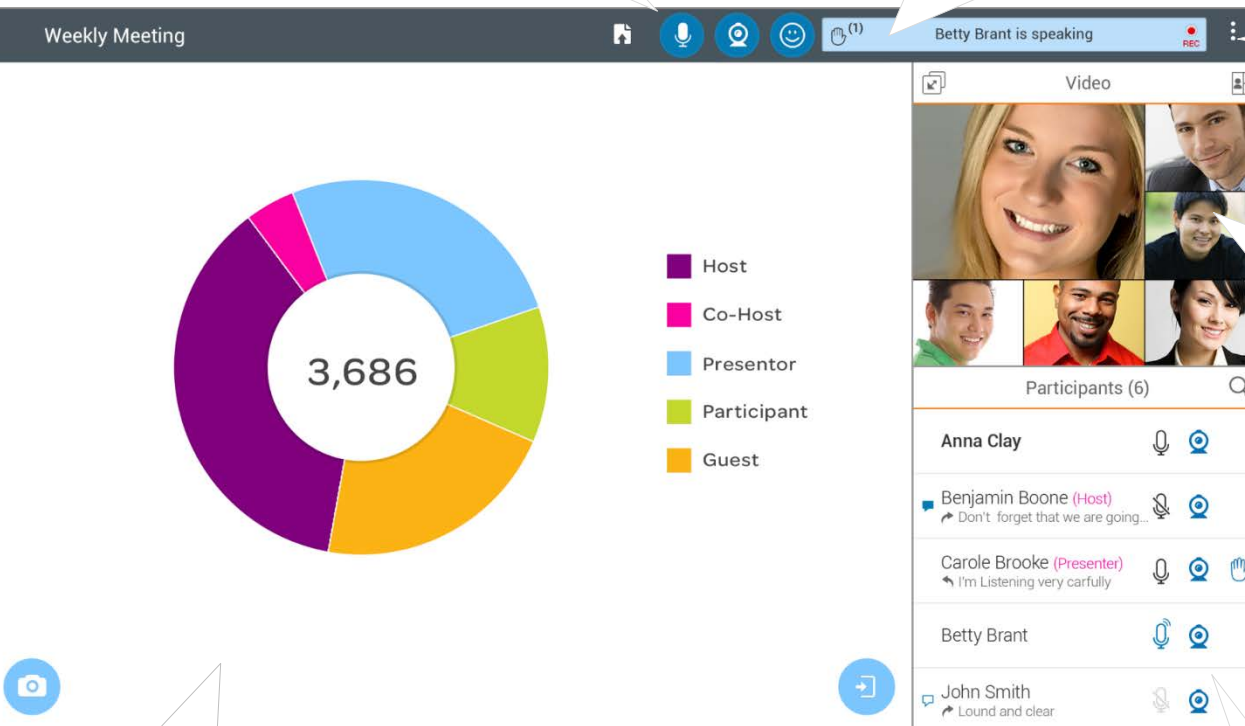 Weekly Meeting
(1)
Betty Brant is speaking
REC
Video
3,686
Host
Co-Host
Presentor
Participant
Guest
Participants (6)
Anna Clay
Benjamin Boone (Host)
Don't forget that we are going...
Carole Brooke (Presenter)
I'm Listening very carfully
Betty Brant
John Smith
Lound and clear